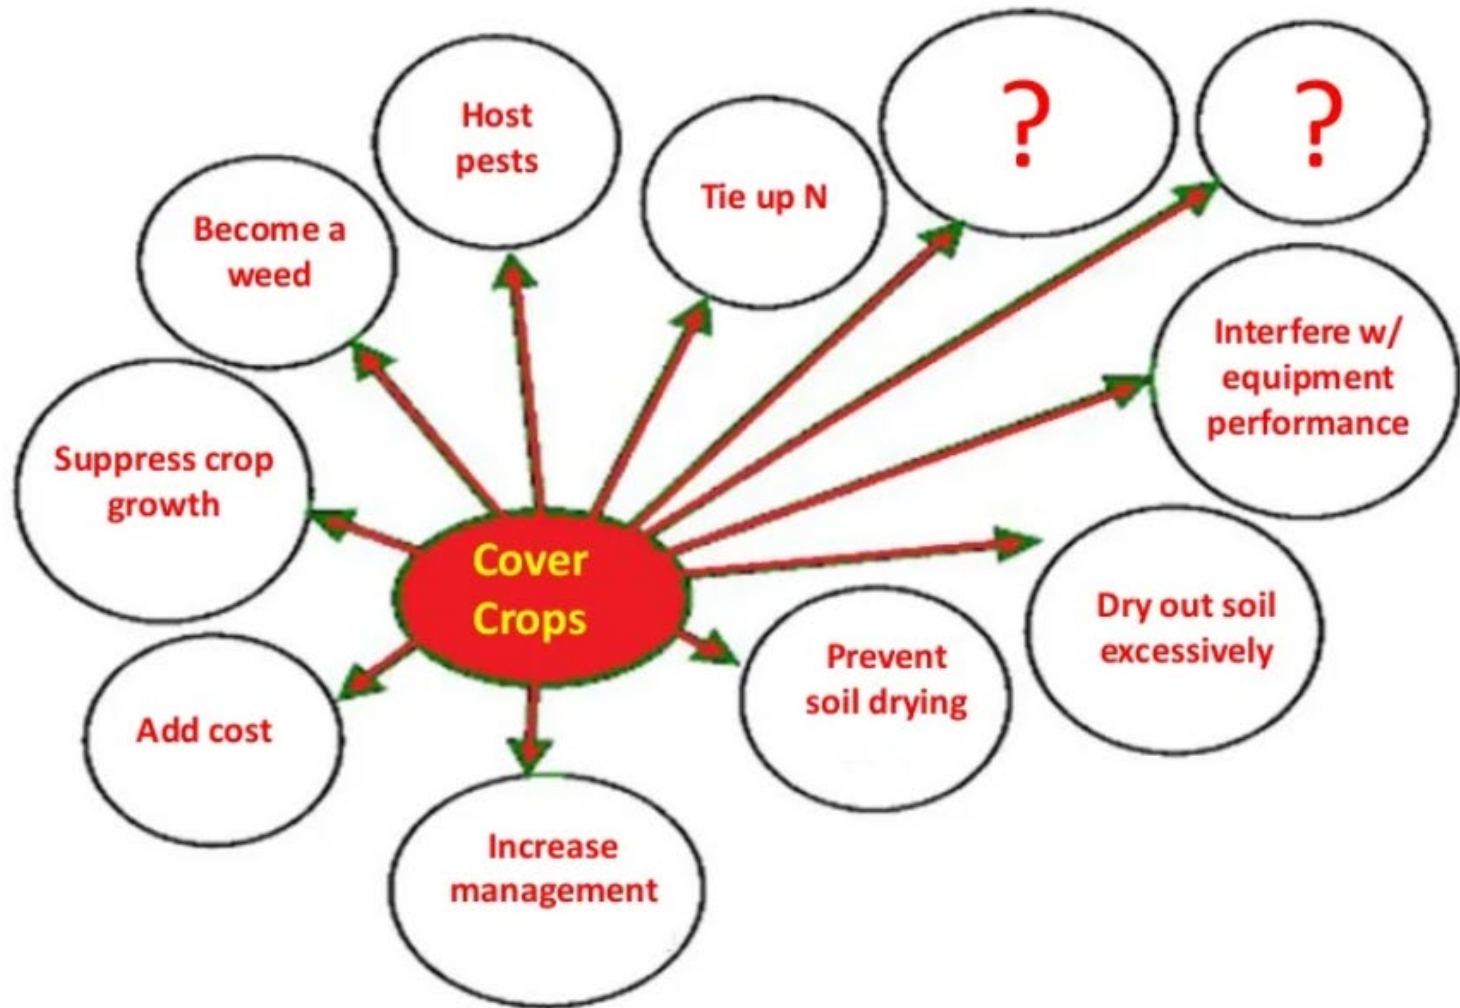 Host
pests
?
?
Tie up N
Become a
weed
Interfere w/
equipment
performance
Suppress crop
growth
Cover
Crops
Dry out soil
excessively
Prevent
soil drying
Add cost
Increase
management